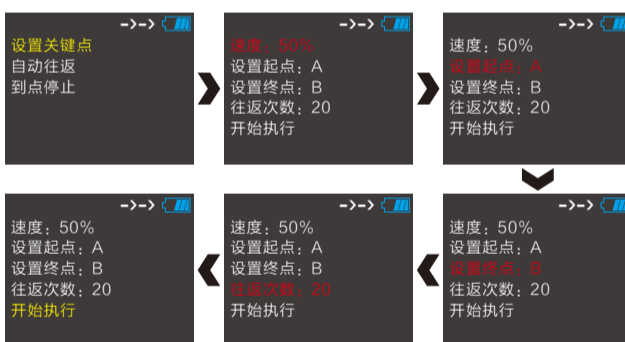 ->->
设置关键点
自动往返
到点停止
->->
速度：50%
设置起点：A
设置终点：B
往返次数：20
开始执行
->->
速度：50%
设置起点：A
设置终点：B
往返次数：20
开始执行
->->
速度：50%
设置起点：A
设置终点：B
往返次数：20
开始执行
->->
速度：50%
设置起点：A
设置终点：B
往返次数：20
开始执行
->->
速度：50%
设置起点：A
设置终点：B
往返次数：20
开始执行